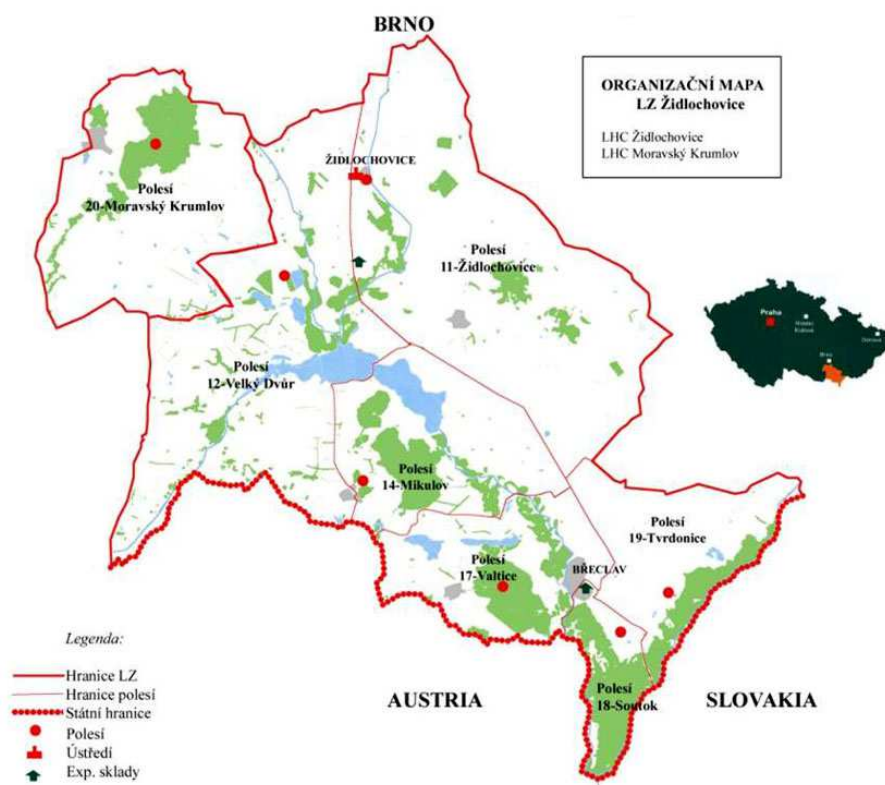 BRNO
ORGANIZAČNÍ MAPA
LZ Židlochovice
LHC Židlochovice
LHC Moravský Krumlov
ŽIDLOCHOVICE
Polesí
20-Moravský Krumlov
Polesí
11-Židlochovice
Praha
Brno
Polesí
12-Velký Dvůr
Polesí
14-Mikulov
Polesí
19-Tvrdonice
Polesí
17-Valtice
BŘECLAV
Polesí
18-Soutok
AUSTRIA
SLOVAKIA
Legenda:
Hranice LZ
Hranice polesí
Státní hranice
Polesí
Ústředí
Exp. sklady